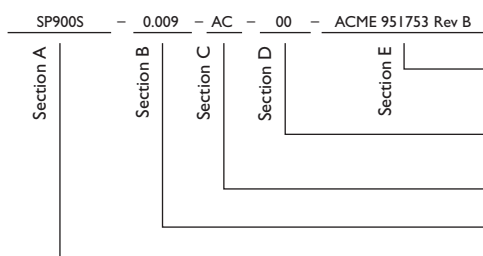 SP900S – 0.009 – AC – 00 – ACME 951753 Rev B
Section A
Section B
Section C
Section D
Section E